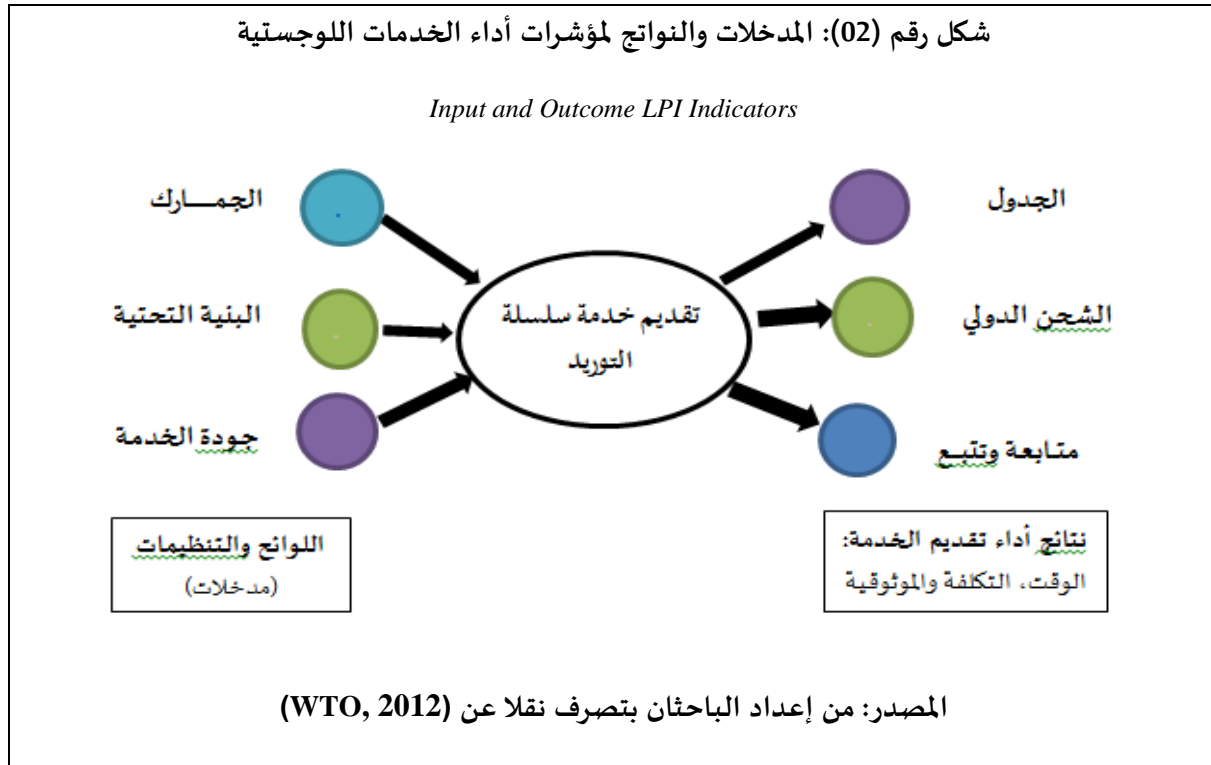 شكل رقم (02): المدخلات والنواتج لمؤشرات أداء الخدمات اللوجستية
Input and Outcome LPI Indicators
الجمـــارك
البنية التحتية
جودة الخدمة
تقديم خدمة سلسلة
التوريد
الجدول
الشحن الدولي
متـابعة وتتبـع
اللوائح والتنظيمات
(مدخلات)
نتائج أداء تقديم الخدمة:
الوقت، التكلفة والموثوقية
المصدر: من إعداد الباحثان بتصرف نقلا عن (WTO, 2012)